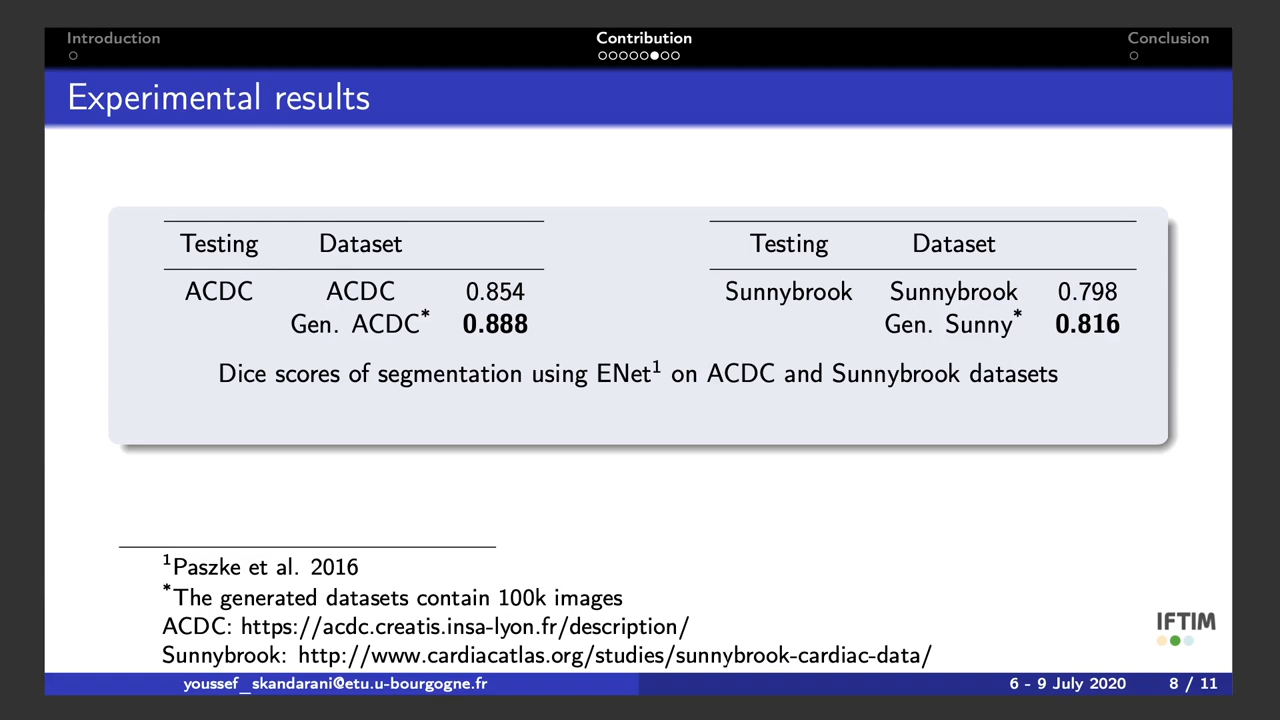 Introduction Contribution Conclusion
Experimental results
Testing Dataset
ACDC ACDC 0.854
Gen. ACDC* 0.888
Testing Dataset
Sunnybrook Sunnybrook 0.798
Gen. Sunny* 0.816
Dice scores of segmentation using ENet¹ on ACDC and Sunnybrook datasets
¹Paszke et al. 2016
*The generated datasets contain 100k images
ACDC: https://acdc.creatis.insa-lyon.fr/description/
Sunnybrook: http://www.cardiacatlas.org/studies/sunnybrook-cardiac-data/
IFTIM
youssef_skandarani@etu.u-bourgogne.fr 6 - 9 July 2020 8 / 11